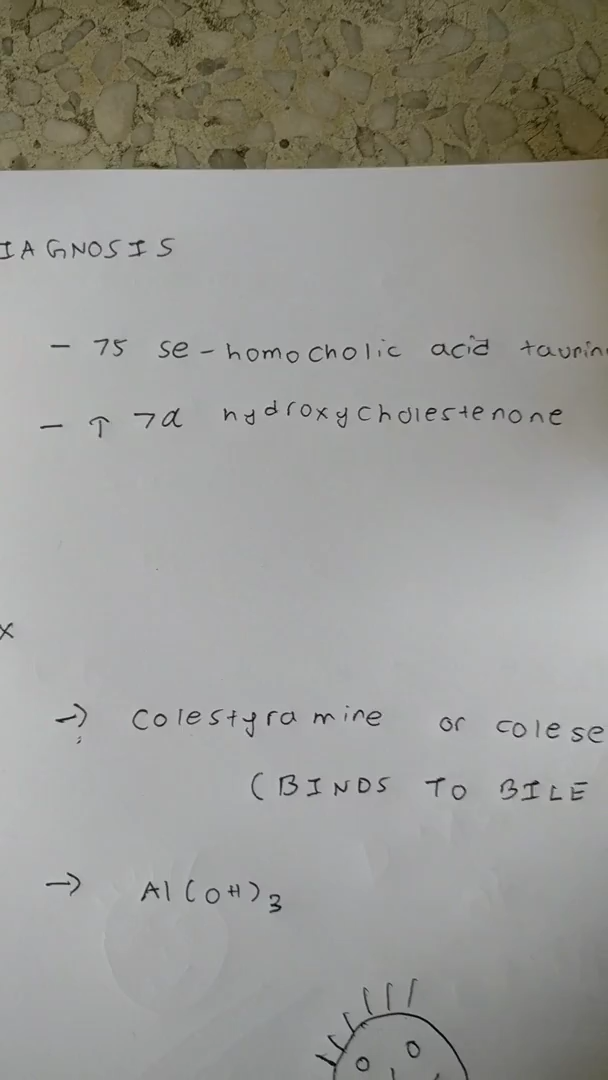 IAGNOSIS
- 75 se-homocholic acid taurin
- ↑ 7α hydroxycholestenone
x
→ colestyramine or colese
(BINDS TO BILE
→ Al(OH)3